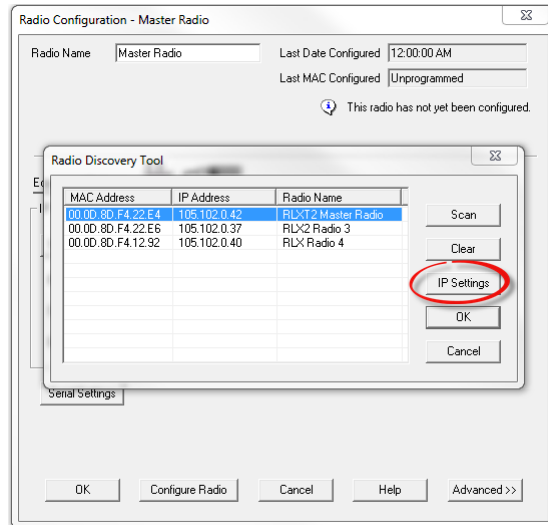 Radio Configuration - Master Radio
Radio Name Master Radio Last Date Configured 12:00:00 AM
Last MAC Configured Unprogrammed
This radio has not yet been configured.
Radio Discovery Tool
MAC Address IP Address Radio Name
00.0D.8D.F4.22.E4 105.102.0.42 RLXT2 Master Radio
00.0D.8D.F4.22.E6 105.102.0.37 RLX2 Radio 3
00.0D.8D.F4.12.92 105.102.0.40 RLX Radio 4
Scan
Clear
IP Settings
OK
Cancel
Serial Settings
OK Configure Radio Cancel Help Advanced >>